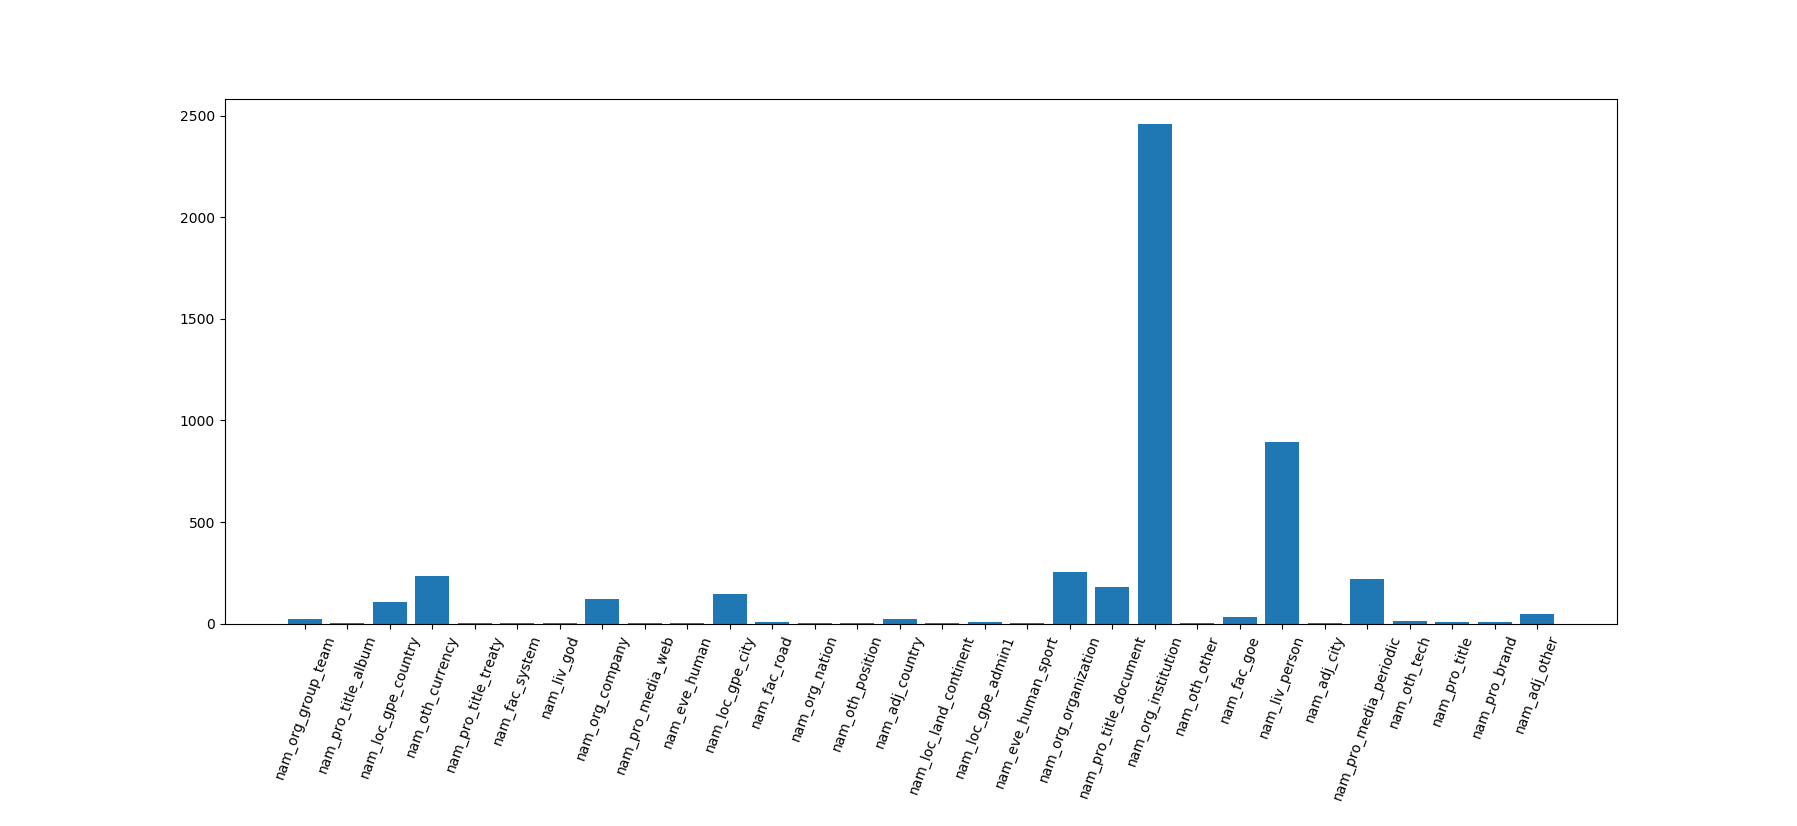 2500
2000
1500
1000
500
0
nam_org_group_team
nam_pro_title_album
nam_loc_gpe_country
nam_oth_currency
nam_pro_title_treaty
nam_fac_system
nam_liv_god
nam_org_company
nam_pro_media_web
nam_eve_human
nam_loc_gpe_city
nam_fac_road
nam_org_nation
nam_oth_position
nam_adj_country
nam_loc_land_continent
nam_loc_gpe_admin1
nam_eve_human_sport
nam_org_organization
nam_pro_title_document
nam_org_institution
nam_oth_other
nam_fac_goe
nam_liv_person
nam_adj_city
nam_pro_media_periodic
nam_oth_tech
nam_pro_title
nam_pro_brand
nam_adj_other